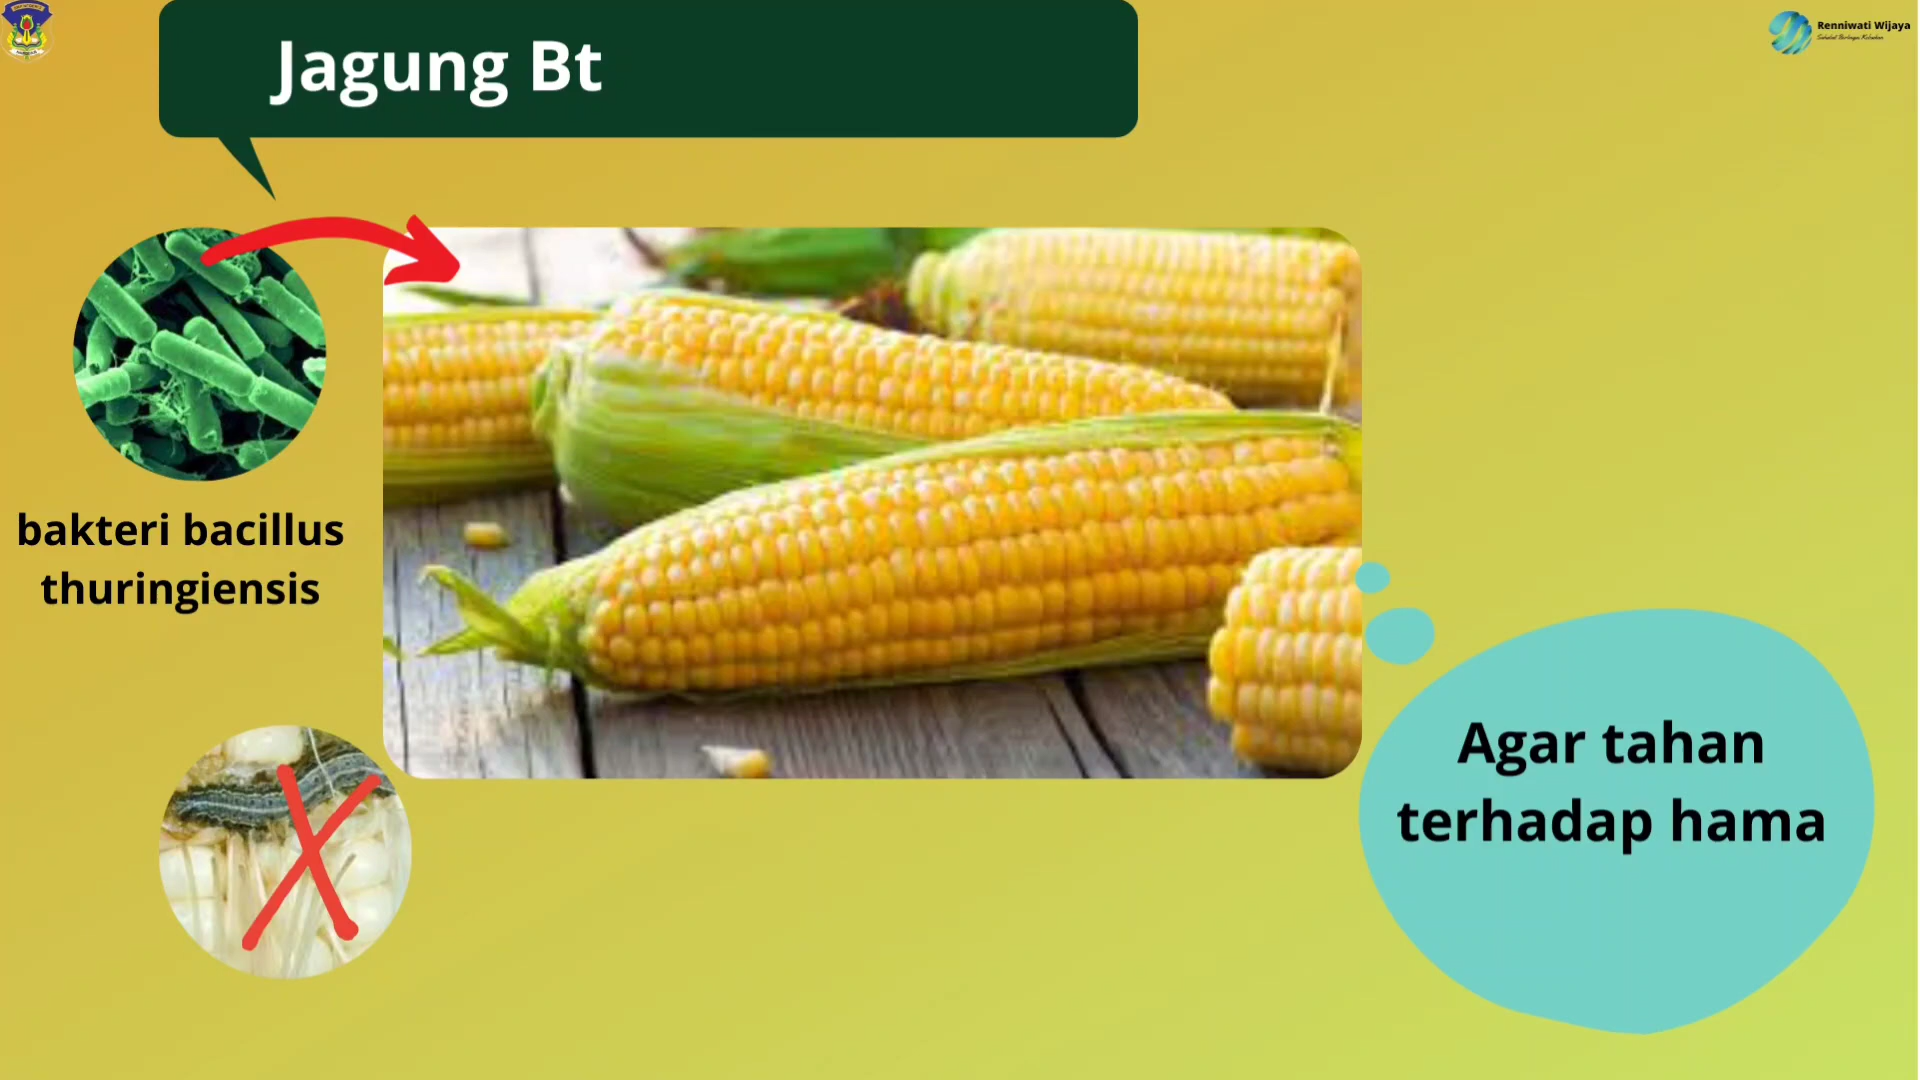 Jagung Bt
Renniwati Wijaya
bakteri bacillus
thuringiensis
Agar tahan
terhadap hama